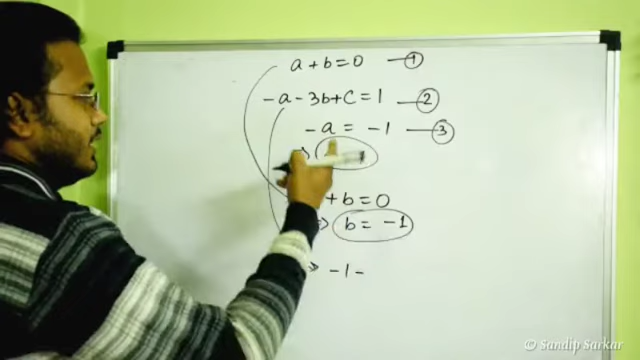 a + b = 0 — ①
-a - 3b + c = 1 — ②
-a = -1 — ③
+ b = 0
⇒ b = -1
⇒ -1 -
© Sandip Sarkar